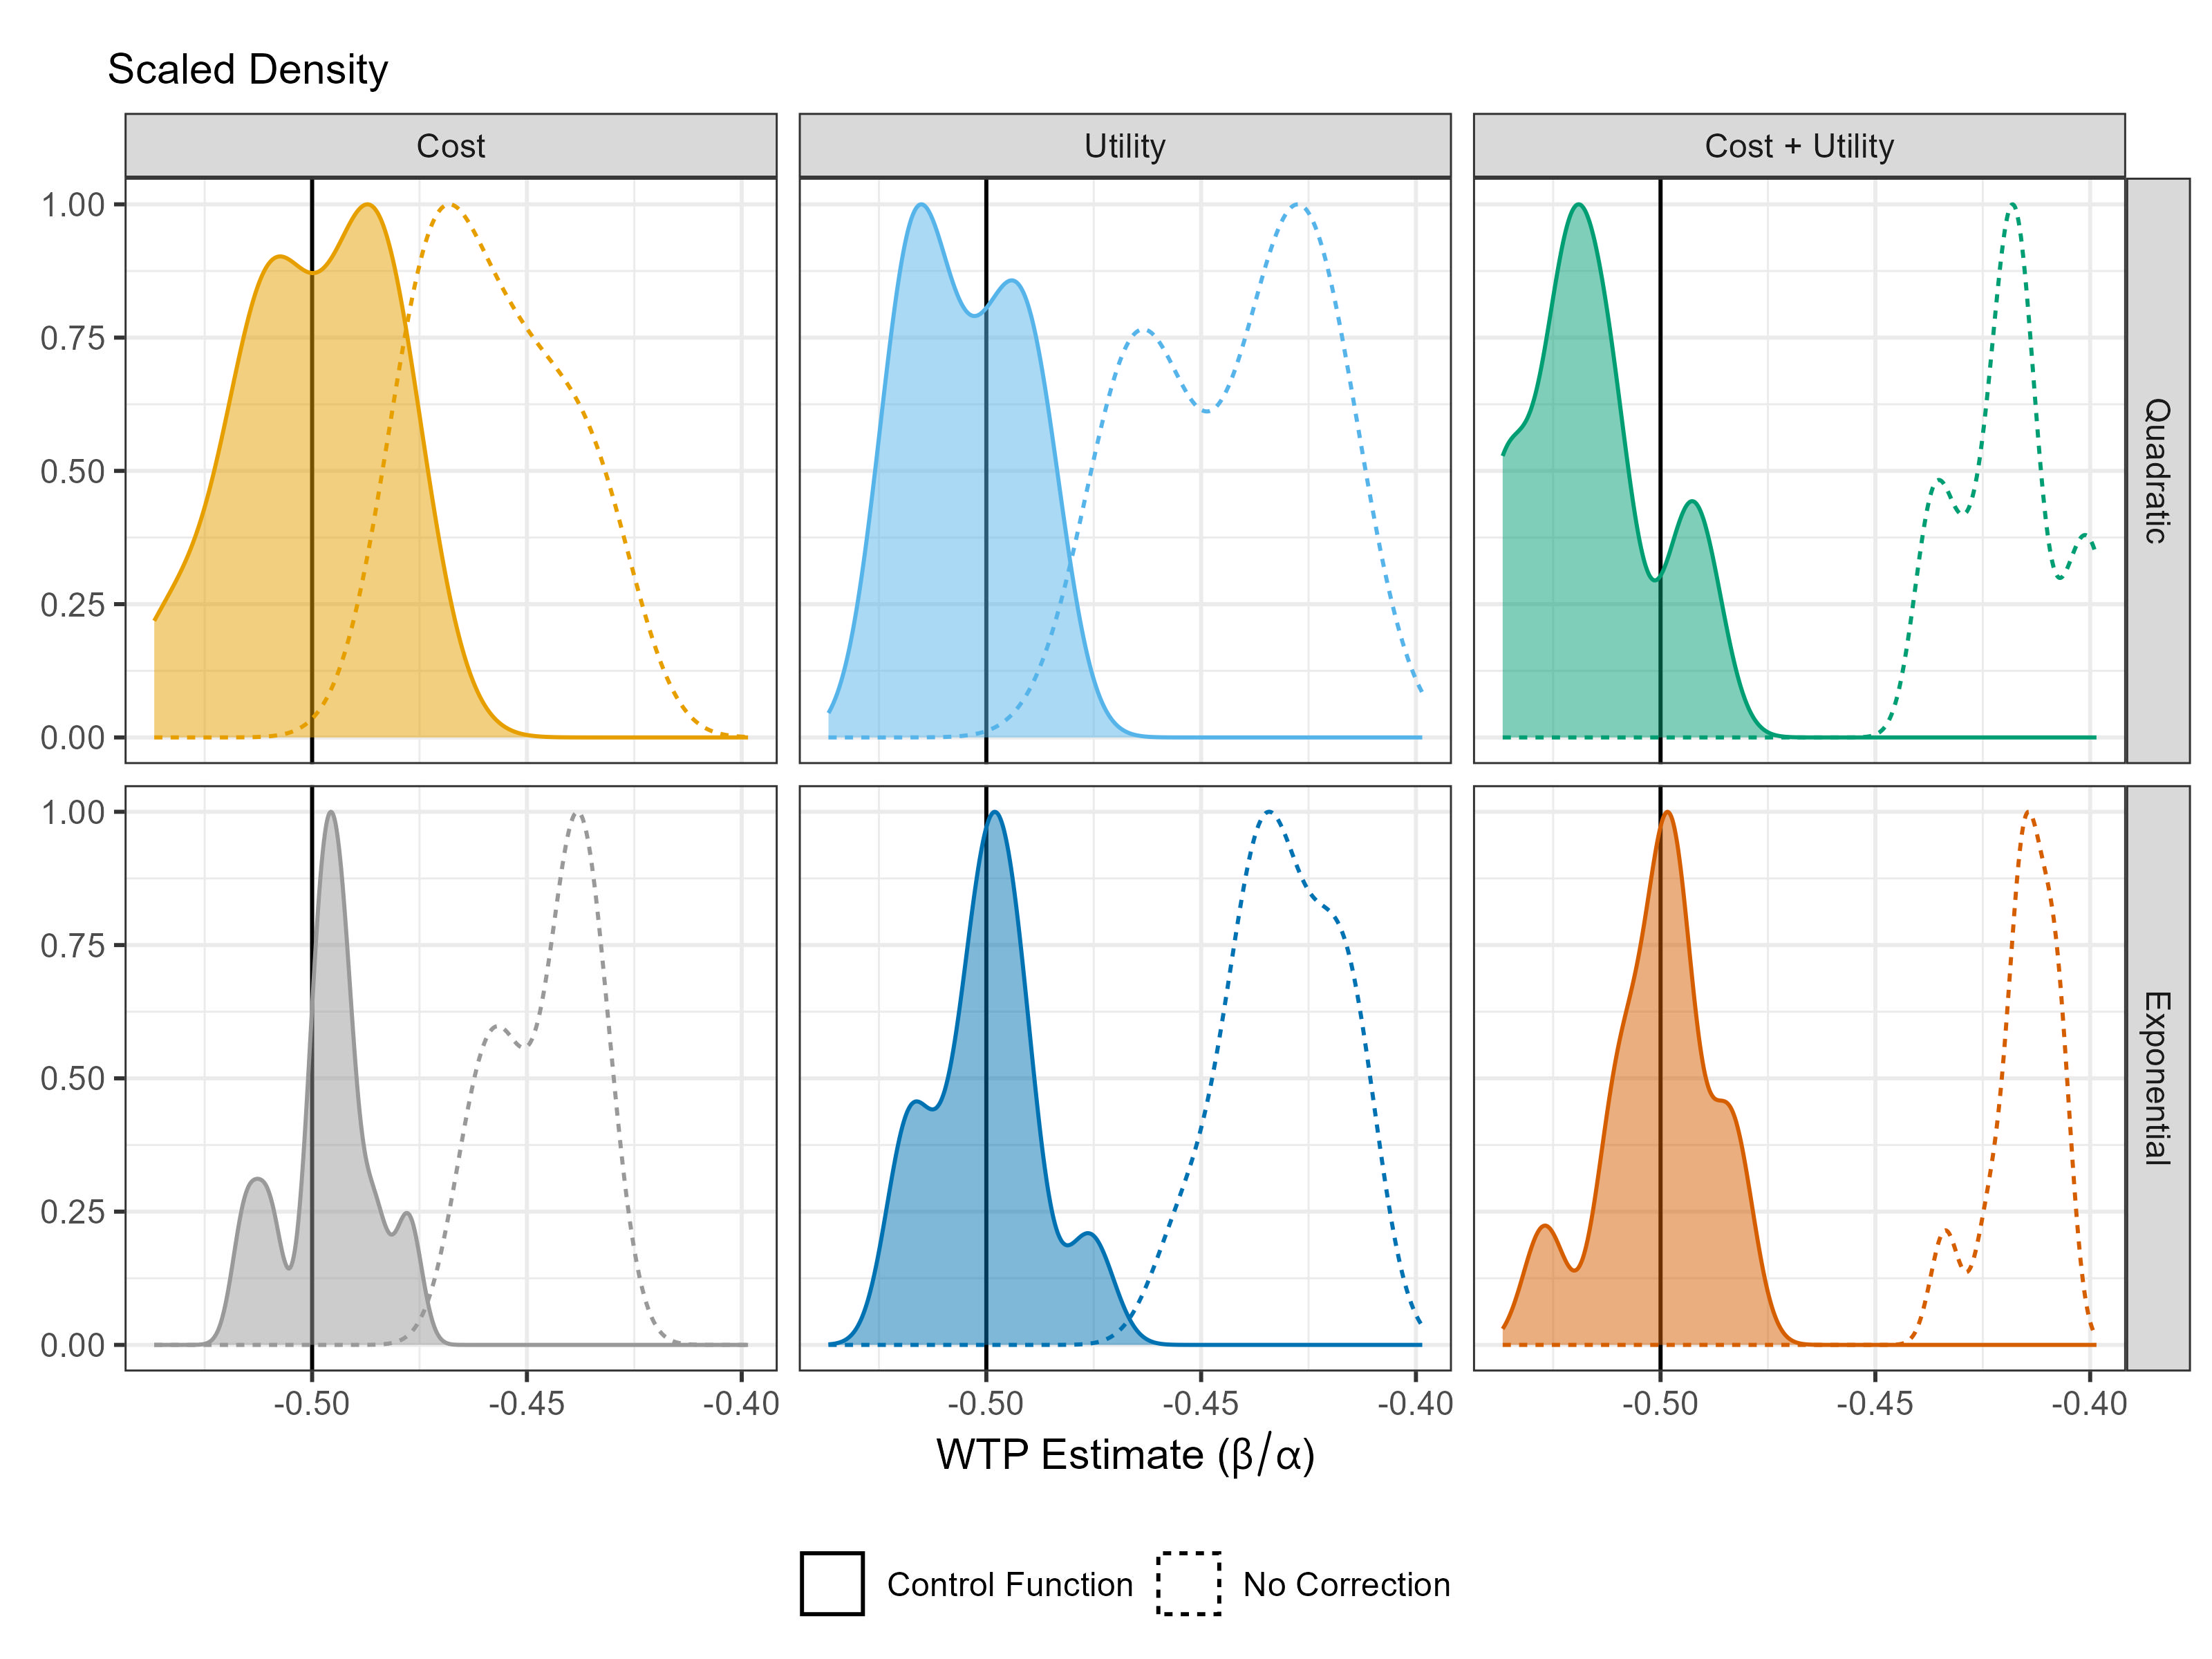 Scaled Density
Cost
Utility
Cost + Utility
1.00
0.75
0.50
0.25
0.00
Quadratic
1.00
0.75
0.50
0.25
0.00
Exponential
-0.50 -0.45 -0.40
-0.50 -0.45 -0.40
-0.50 -0.45 -0.40
WTP Estimate (β/α)
Control Function
No Correction